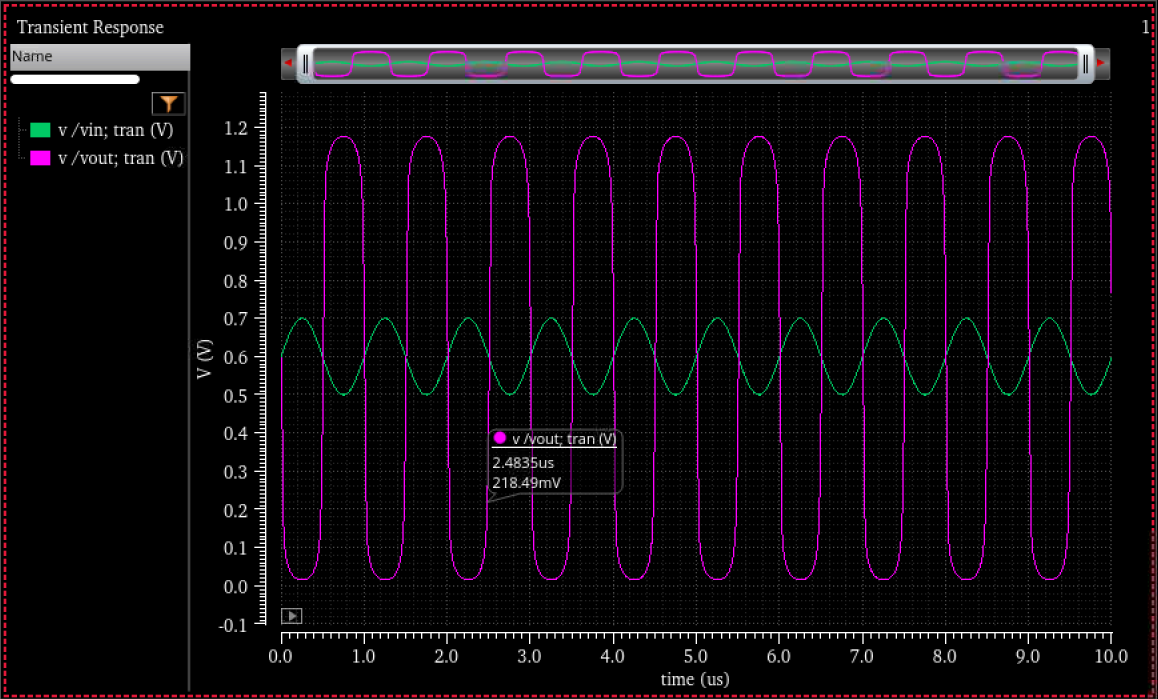 Transient Response
1
Name
v /vin; tran (V)
v /vout; tran (V)
V (V)
1.2
1.1
1.0
0.9
0.8
0.7
0.6
0.5
0.4
0.3
0.2
0.1
0.0
-0.1
v /vout; tran (V)
2.4835us
218.49mV
0.0 1.0 2.0 3.0 4.0 5.0 6.0 7.0 8.0 9.0 10.0
time (us)